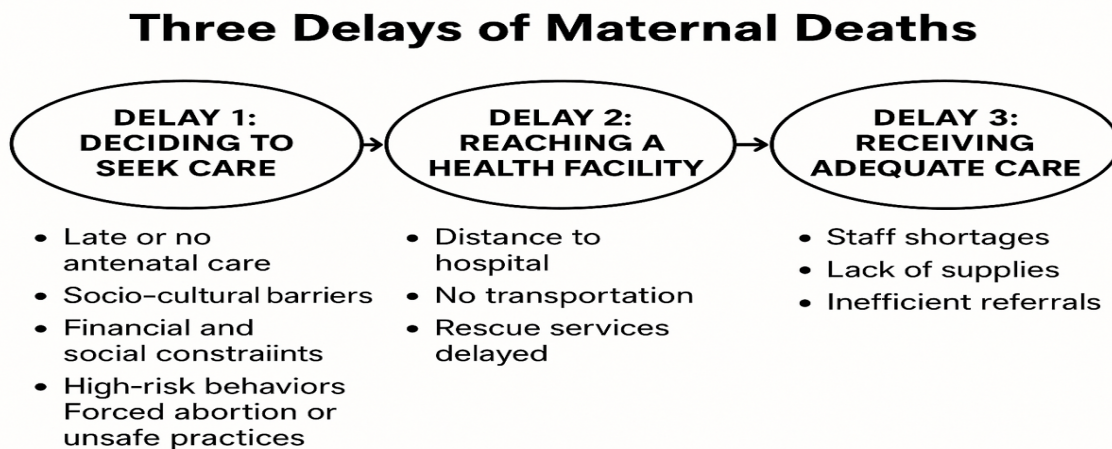 Three Delays of Maternal Deaths
DELAY 1:
DECIDING TO
SEEK CARE
DELAY 2:
REACHING A
HEALTH FACILITY
DELAY 3:
RECEIVING
ADEQUATE CARE
• Late or no
antenatal care
• Socio-cultural barriers
• Financial and
social constraiints
• High-risk behaviors
Forced abortion or
unsafe practices
• Distance to
hospital
• No transportation
• Rescue services
delayed
• Staff shortages
• Lack of supplies
• Inefficient referrals